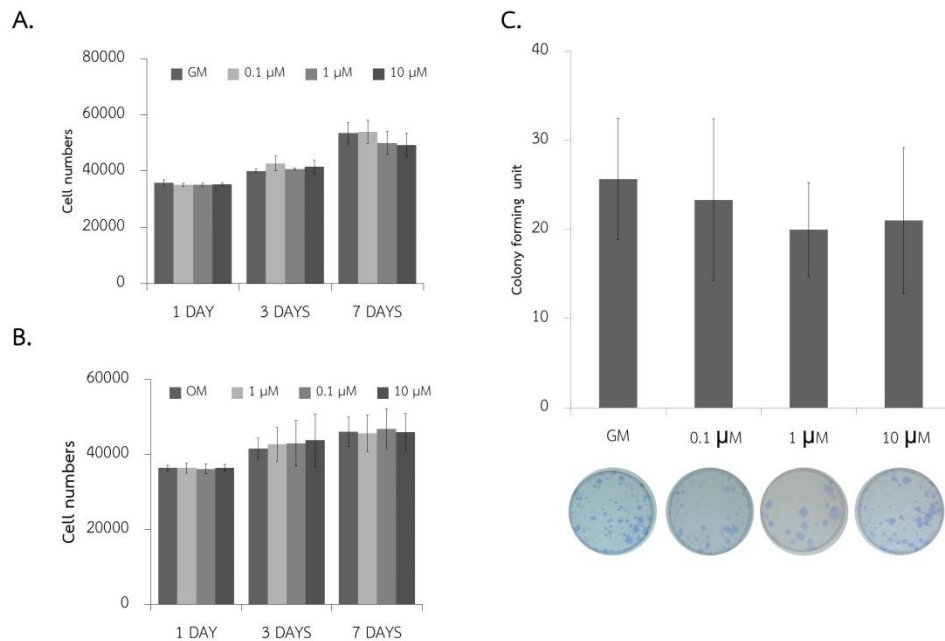 A.
80000
60000
40000
20000
0
Cell numbers
GM 0.1 µM 1 µM 10 µM
1 DAY 3 DAYS 7 DAYS
B.
60000
40000
20000
0
Cell numbers
OM 1 µM 0.1 µM 10 µM
1 DAY 3 DAYS 7 DAYS
C.
40
30
20
10
0
Colony forming unit
GM 0.1 µM 1 µM 10 µM